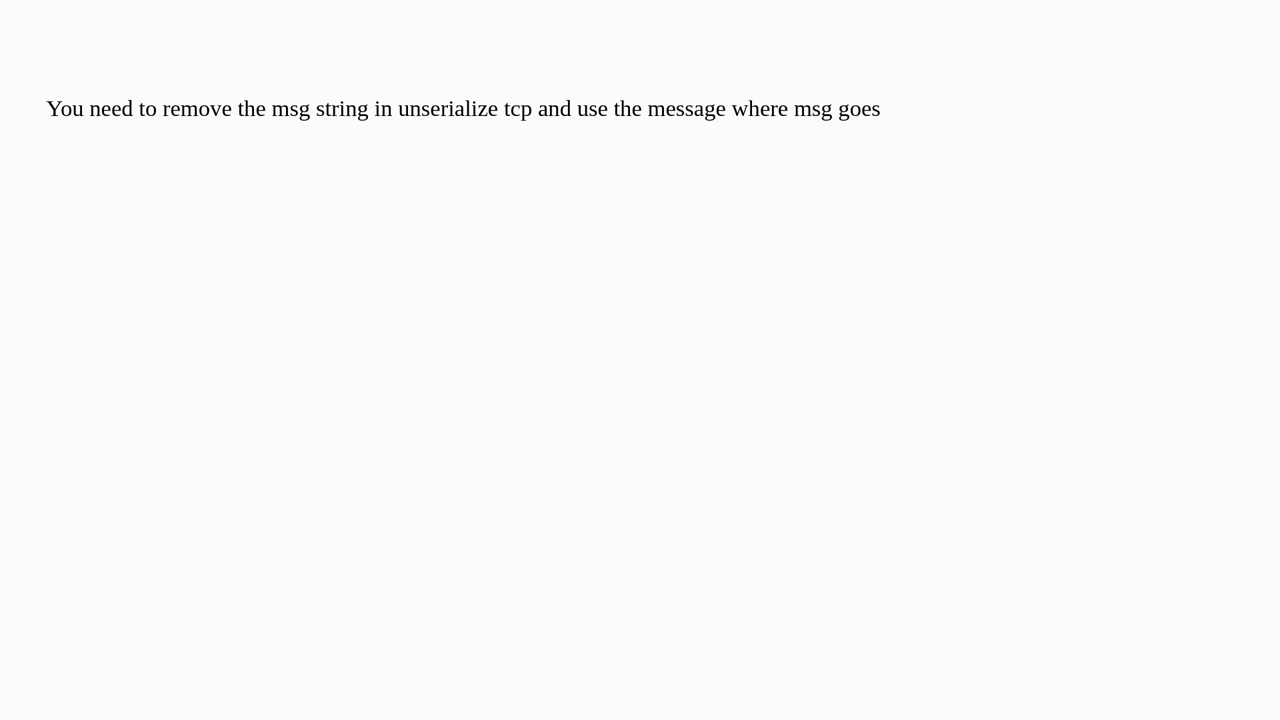 You need to remove the msg string in unserialize tcp and use the message where msg goes